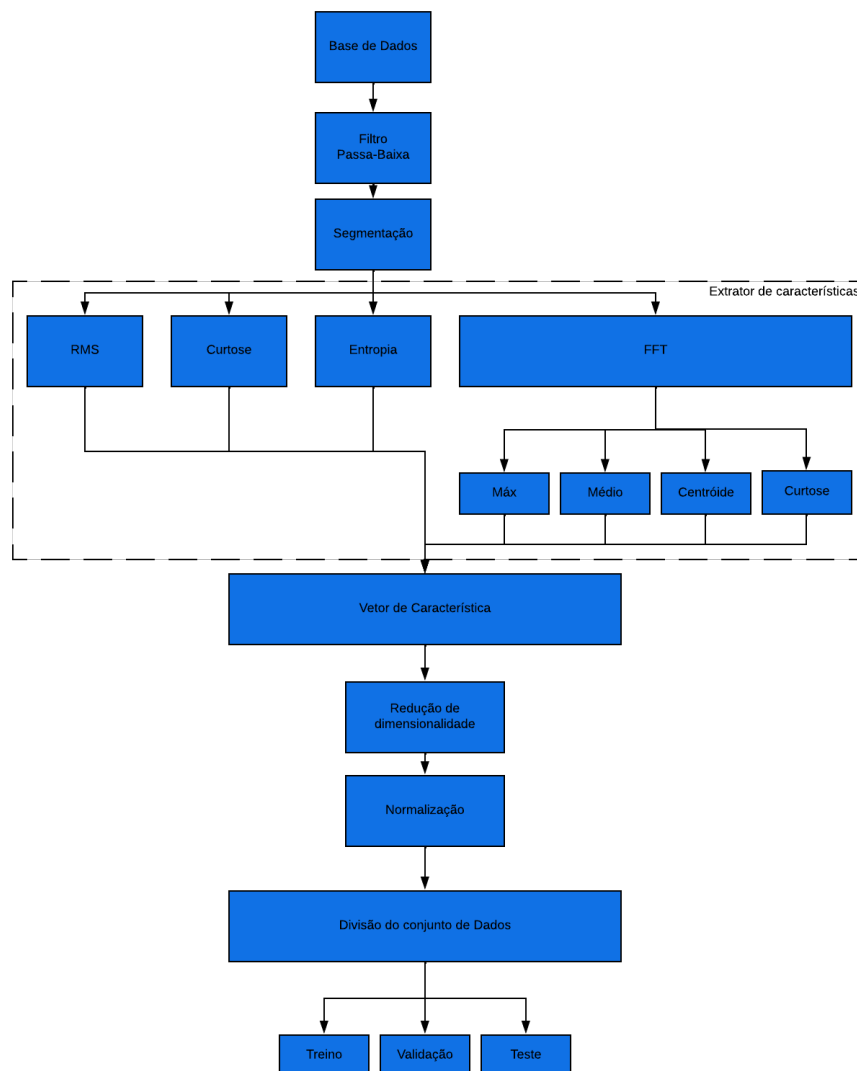 Base de Dados
Filtro
Passa-Baixa
Segmentação
Extrator de características
RMS
Curtose
Entropia
FFT
Máx
Médio
Centróide
Curtose
Vetor de Característica
Redução de
dimensionalidade
Normalização
Divisão do conjunto de Dados
Treino
Validação
Teste